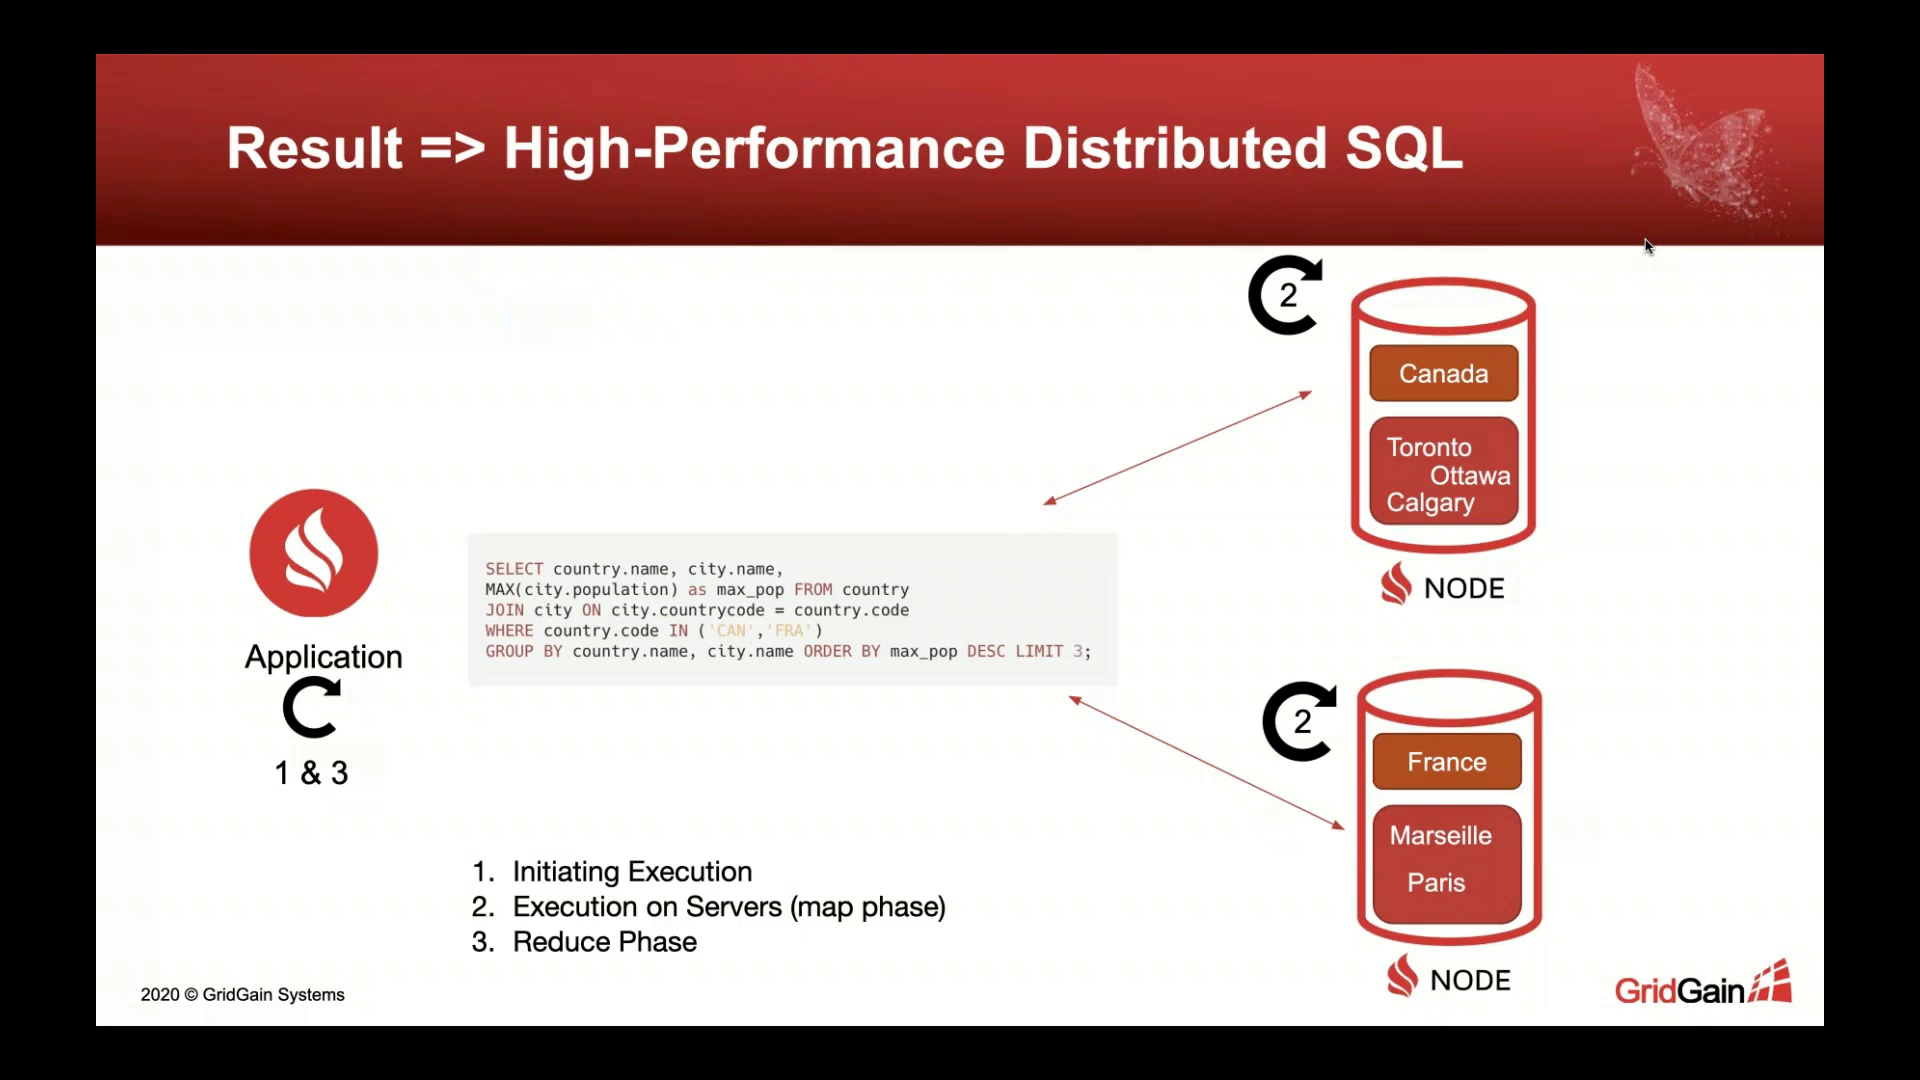 Result => High-Performance Distributed SQL
2
Canada
Toronto
Ottawa
Calgary
NODE
SELECT country.name, city.name,
MAX(city.population) as max_pop FROM country
JOIN city ON city.countrycode = country.code
WHERE country.code IN ('CAN','FRA')
GROUP BY country.name, city.name ORDER BY max_pop DESC LIMIT 3;
Application
1 & 3
2
France
Marseille
Paris
NODE
1. Initiating Execution
2. Execution on Servers (map phase)
3. Reduce Phase
2020 © GridGain Systems
GridGain